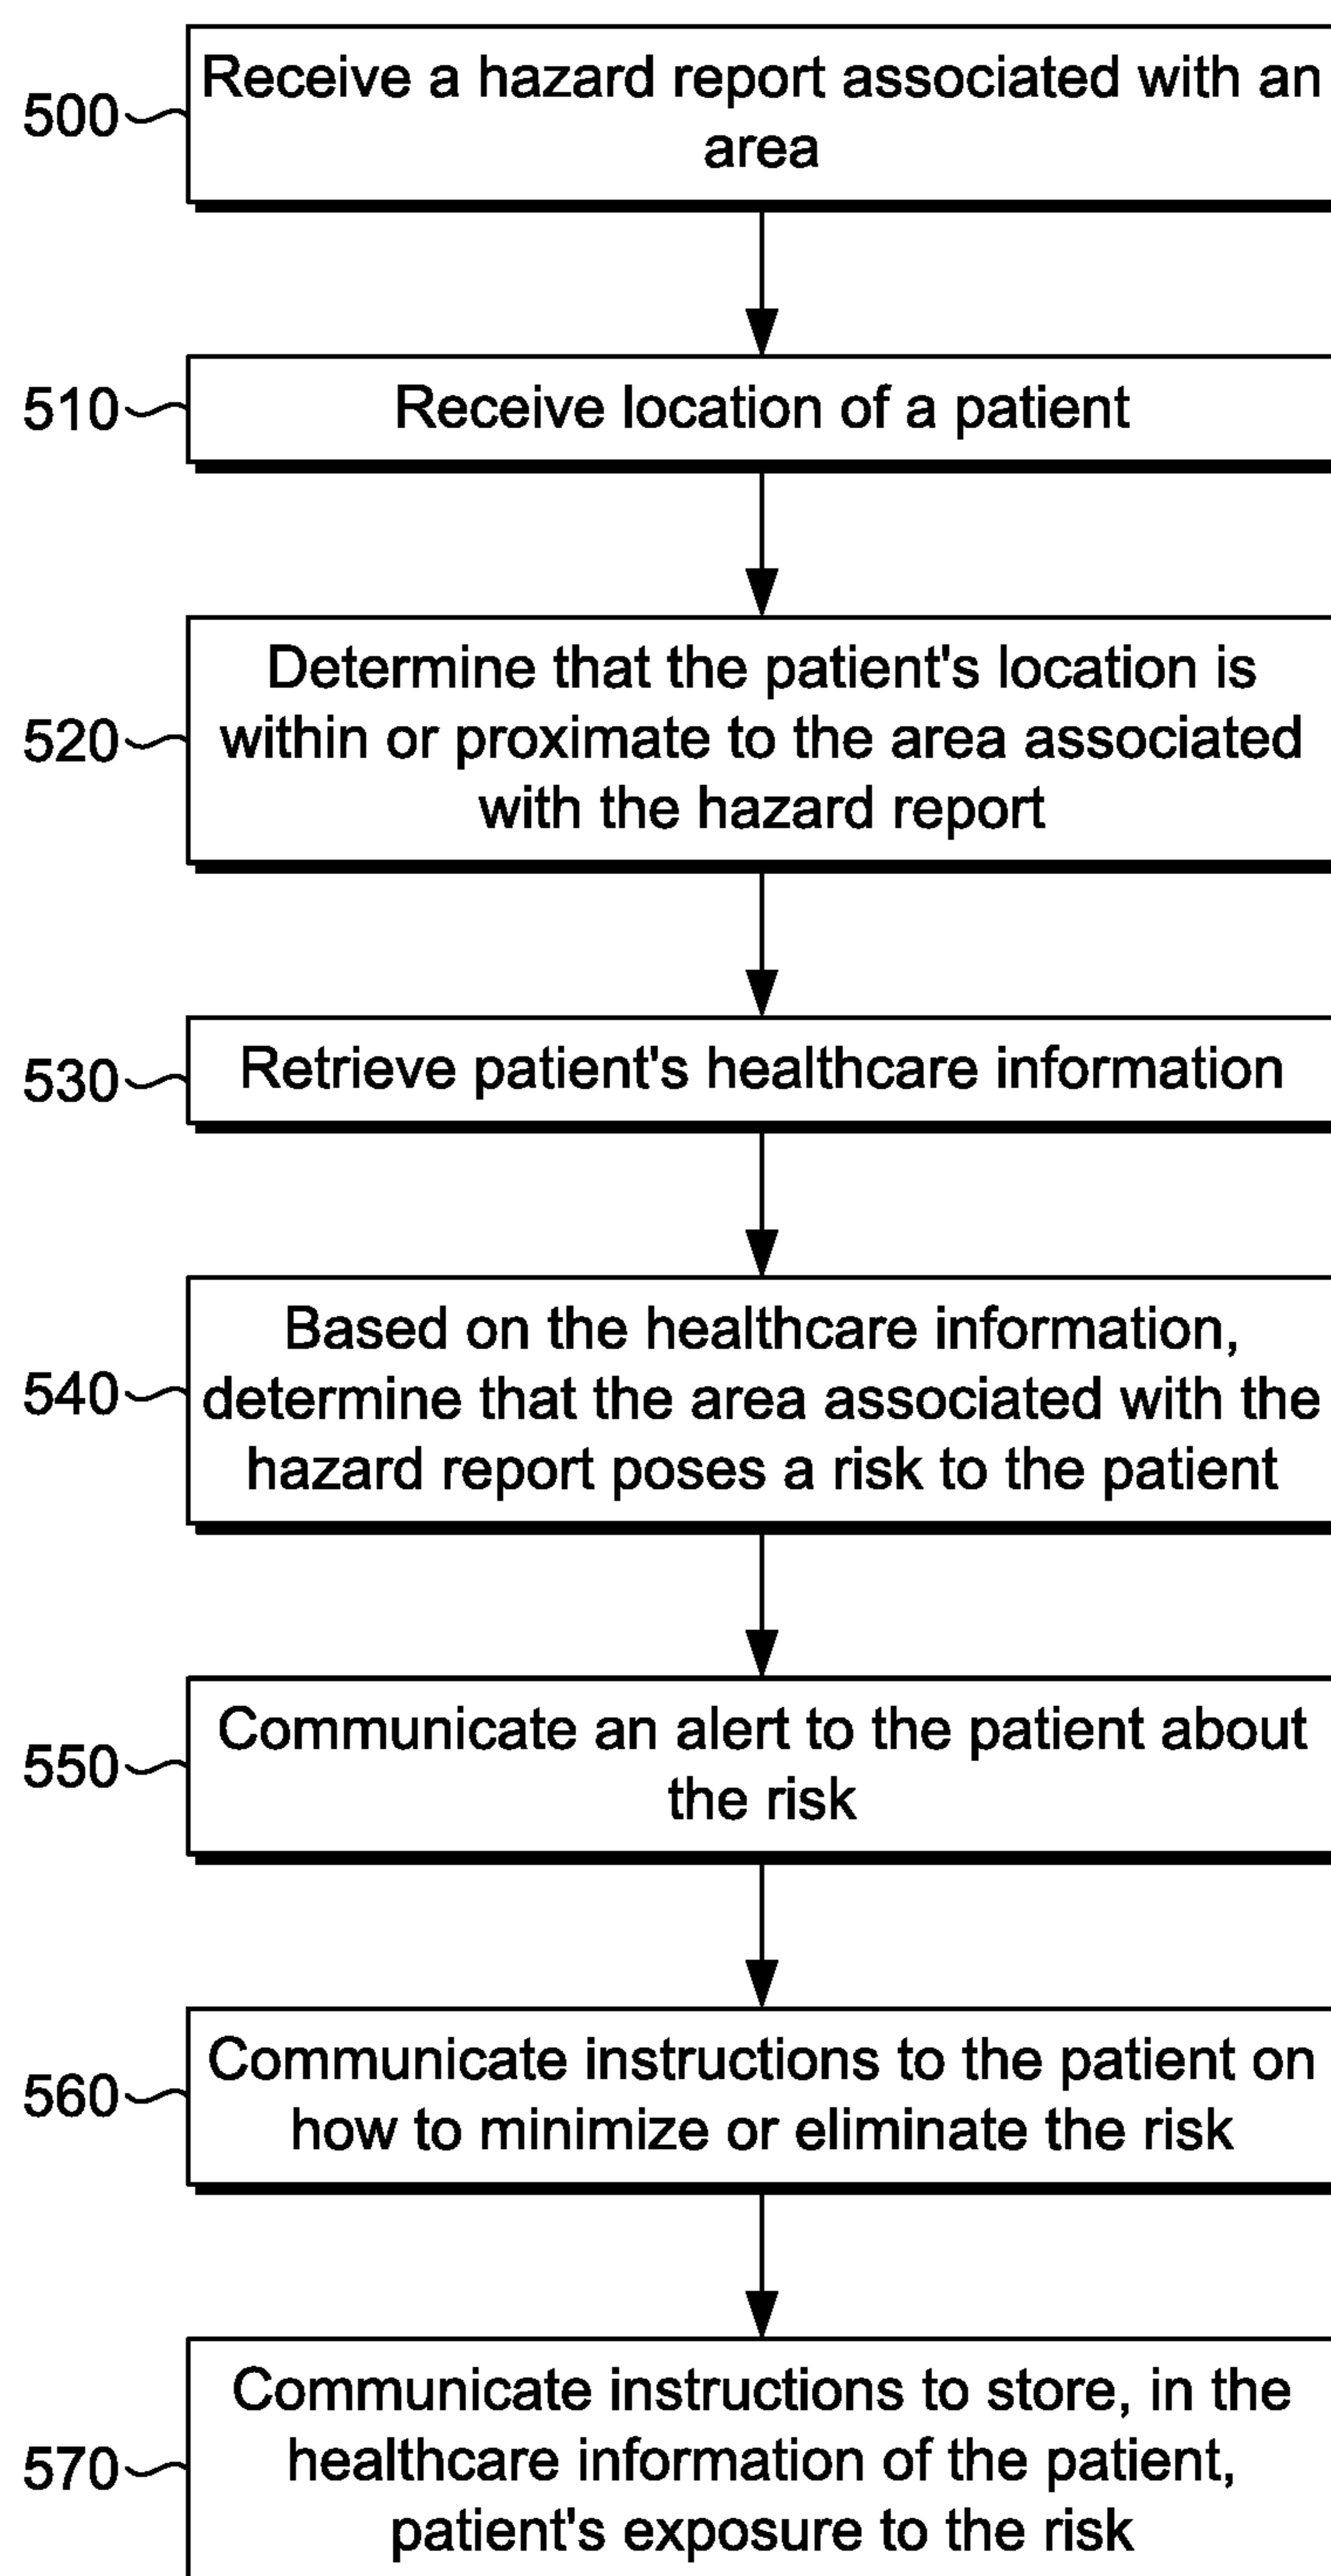 500
Receive a hazard report associated with an
area
510
Receive location of a patient
520
Determine that the patient's location is
within or proximate to the area associated
with the hazard report
530
Retrieve patient's healthcare information
540
Based on the healthcare information,
determine that the area associated with the
hazard report poses a risk to the patient
550
Communicate an alert to the patient about
the risk
560
Communicate instructions to the patient on
how to minimize or eliminate the risk
570
Communicate instructions to store, in the
healthcare information of the patient,
patient's exposure to the risk